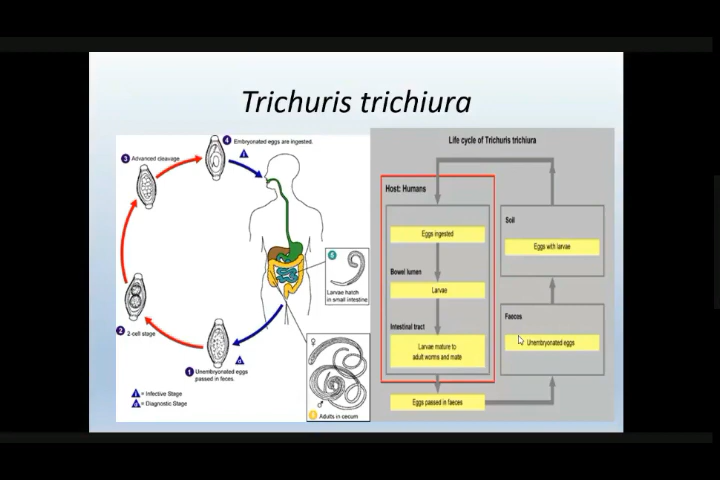 Trichuris trichiura
4 Embryonated eggs are ingested.
i
3 Advanced cleavage
5
Larvae hatch
in small intestine
2 2-cell stage
1 Unembryonated eggs
passed in feces.
d
i = Infective Stage
d = Diagnostic Stage
♀
♂
6 Adults in cecum
Life cycle of Trichuris trichiura
Host: Humans
Eggs ingested
Bowel lumen
Larvae
Intestinal tract
Larvae mature to
adult worms and mate
Eggs passed in faeces
Soil
Eggs with larvae
Faeces
Unembryonated eggs